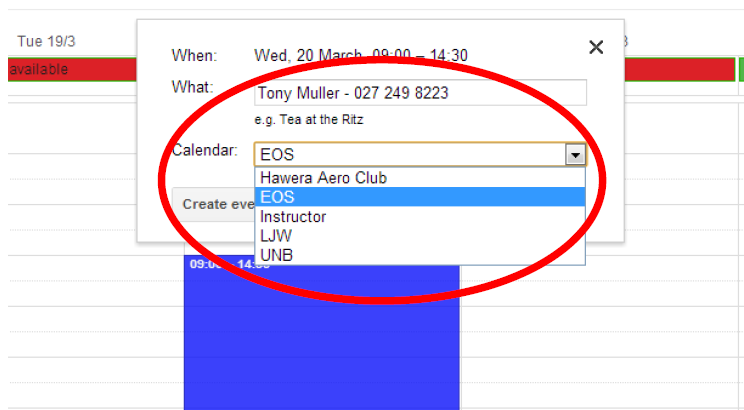 Tue 19/3
available
When: Wed, 20 March, 09:00 – 14:30
What: Tony Muller - 027 249 8223
e.g. Tea at the Ritz
Calendar: EOS
Hawera Aero Club
EOS
Instructor
LJW
UNB
Create eve
09:00 – 14:30